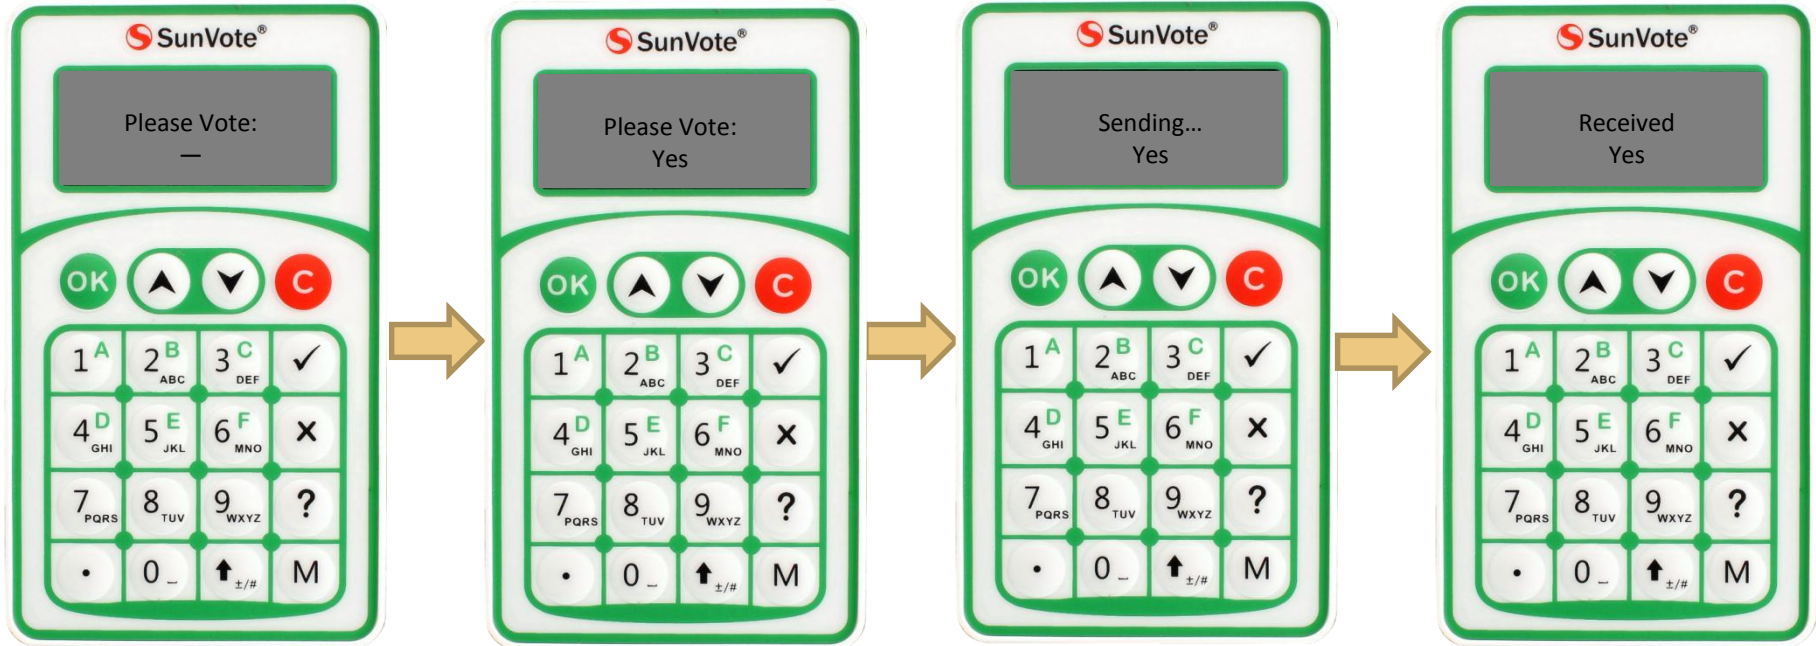 SunVote®
Please Vote:
—
OK C
1 A 2 B ABC 3 C DEF ✓
4 D GHI 5 E JKL 6 F MNO ×
7 PQRS 8 TUV 9 WXYZ ?
. 0 _ ±/# M
SunVote®
Please Vote:
Yes
OK C
1 A 2 B ABC 3 C DEF ✓
4 D GHI 5 E JKL 6 F MNO ×
7 PQRS 8 TUV 9 WXYZ ?
. 0 _ ±/# M
SunVote®
Sending...
Yes
OK C
1 A 2 B ABC 3 C DEF ✓
4 D GHI 5 E JKL 6 F MNO ×
7 PQRS 8 TUV 9 WXYZ ?
. 0 _ ±/# M
SunVote®
Received
Yes
OK C
1 A 2 B ABC 3 C DEF ✓
4 D GHI 5 E JKL 6 F MNO ×
7 PQRS 8 TUV 9 WXYZ ?
. 0 _ ±/# M